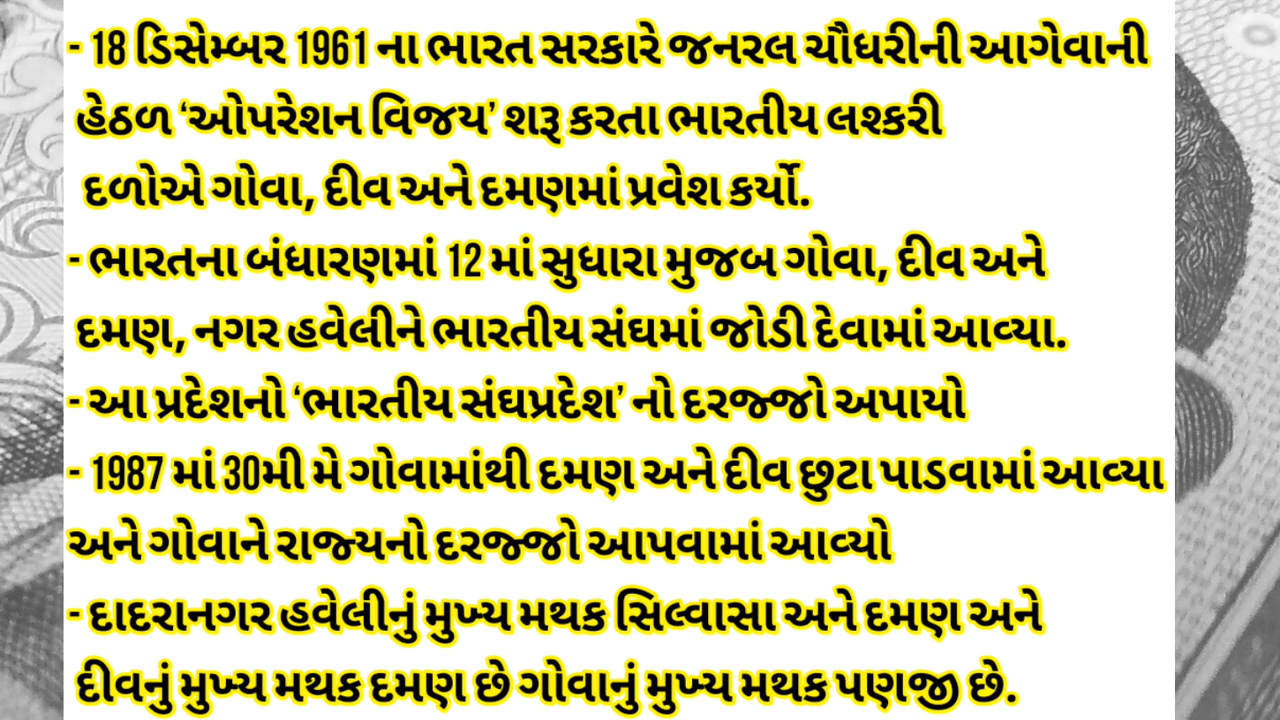 - 18 ડિસેમ્બર 1961 ના ભારત સરકારે જનરલ ચૌધરીની આગેવાની
હેઠળ ‘ઓપરેશન વિજય’ શરૂ કરતા ભારતીય લશ્કરી
દળોએ ગોવા, દીવ અને દમણમાં પ્રવેશ કર્યો.
- ભારતના બંધારણમાં 12 માં સુધારા મુજબ ગોવા, દીવ અને
દમણ, નગર હવેલીને ભારતીય સંઘમાં જોડી દેવામાં આવ્યા.
- આ પ્રદેશનો ‘ભારતીય સંઘપ્રદેશ’ નો દરજ્જો અપાયો
- 1987 માં 30મી મે ગોવામાંથી દમણ અને દીવ છુટા પાડવામાં આવ્યા
અને ગોવાને રાજ્યનો દરજ્જો આપવામાં આવ્યો
- દાદરાનગર હવેલીનું મુખ્ય મથક સિલ્વાસા અને દમણ અને
દીવનું મુખ્ય મથક દમણ છે ગોવાનું મુખ્ય મથક પણજી છે.